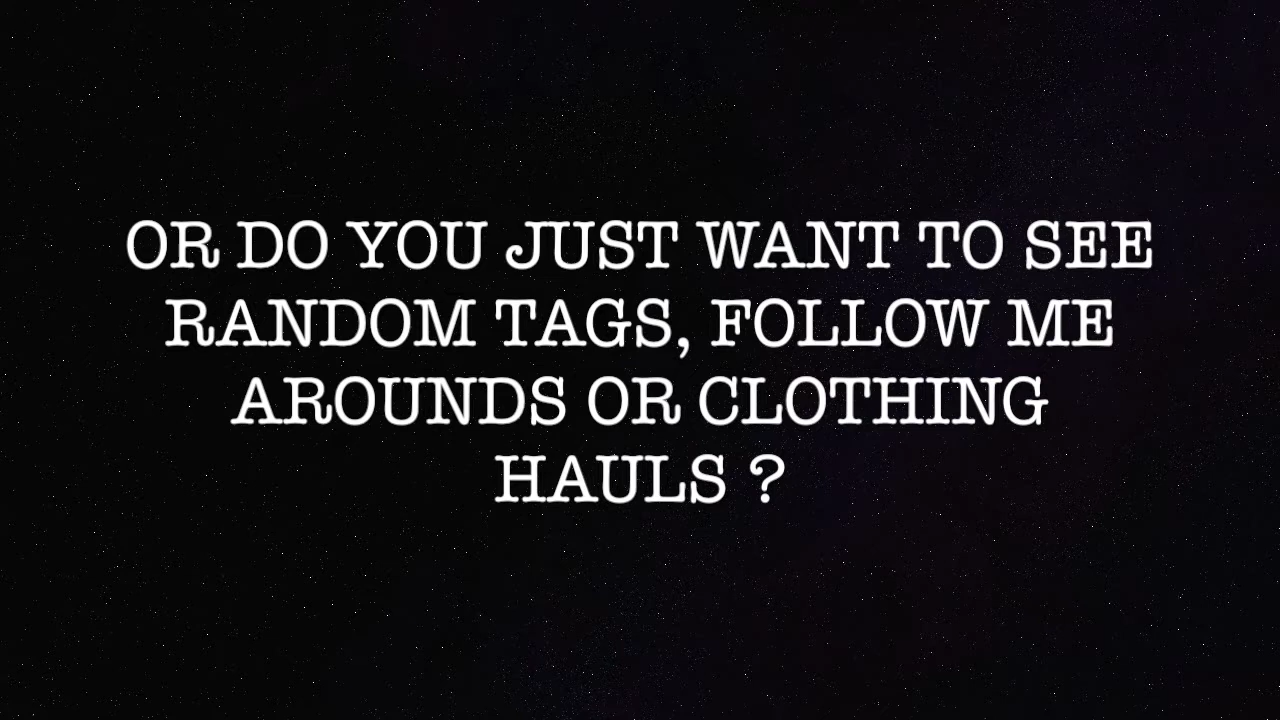 OR DO YOU JUST WANT TO SEE
RANDOM TAGS, FOLLOW ME
AROUNDS OR CLOTHING
HAULS ?